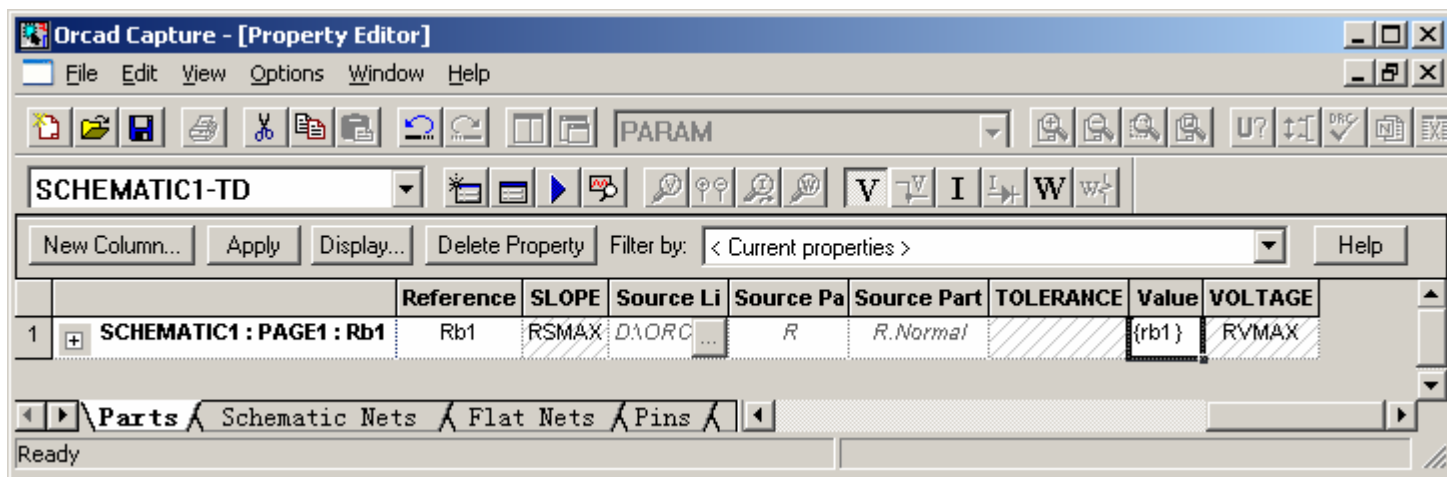 Orcad Capture - [Property Editor]
File Edit View Options Window Help
PARAM U? DRC
SCHEMATIC1-TD V V I I W W
New Column... Apply Display... Delete Property Filter by: < Current properties > Help
Reference SLOPE Source Li Source Pa Source Part TOLERANCE Value VOLTAGE
1 SCHEMATIC1 : PAGE1 : Rb1 Rb1 RSMAX D:\ORC ... R R.Normal {rb1} RVMAX
Parts Schematic Nets Flat Nets Pins
Ready